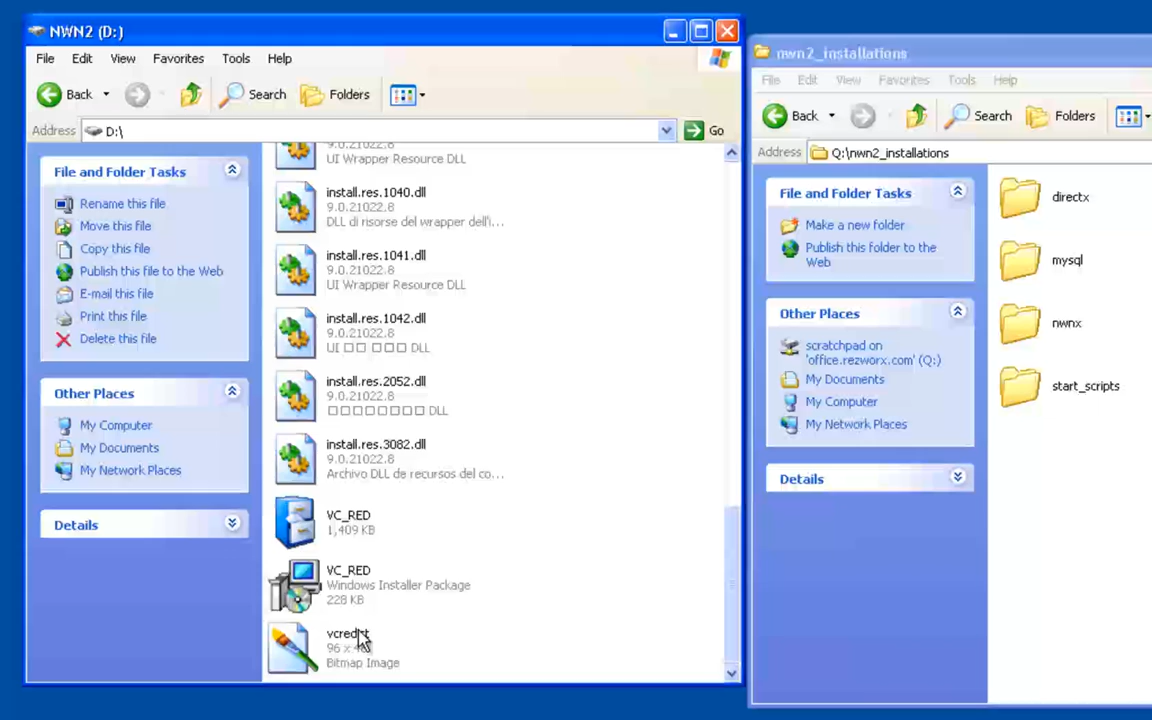 NWN2 (D:)
File Edit View Favorites Tools Help
Back Search Folders
Address D:\ Go
File and Folder Tasks
Rename this file
Move this file
Copy this file
Publish this file to the Web
E-mail this file
Print this file
Delete this file
Other Places
My Computer
My Documents
My Network Places
Details
9.0.21022.8
UI Wrapper Resource DLL
install.res.1040.dll
9.0.21022.8
DLL di risorse del wrapper dell'i...
install.res.1041.dll
9.0.21022.8
UI Wrapper Resource DLL
install.res.1042.dll
9.0.21022.8
UI □□ □□□ DLL
install.res.2052.dll
9.0.21022.8
□□□□□□□□ DLL
install.res.3082.dll
9.0.21022.8
Archivo DLL de recursos del co...
VC_RED
1,409 KB
VC_RED
Windows Installer Package
228 KB
96 x
Bitmap Image
nwn2_installations
File Edit View Favorites Tools Help
Back Search Folders
Address Q:\nwn2_installations
File and Folder Tasks
Make a new folder
Publish this folder to the
Web
Other Places
scratchpad on
'office.rezworx.com' (Q:)
My Documents
My Computer
My Network Places
Details
directx
mysql
nwnx
start_scripts